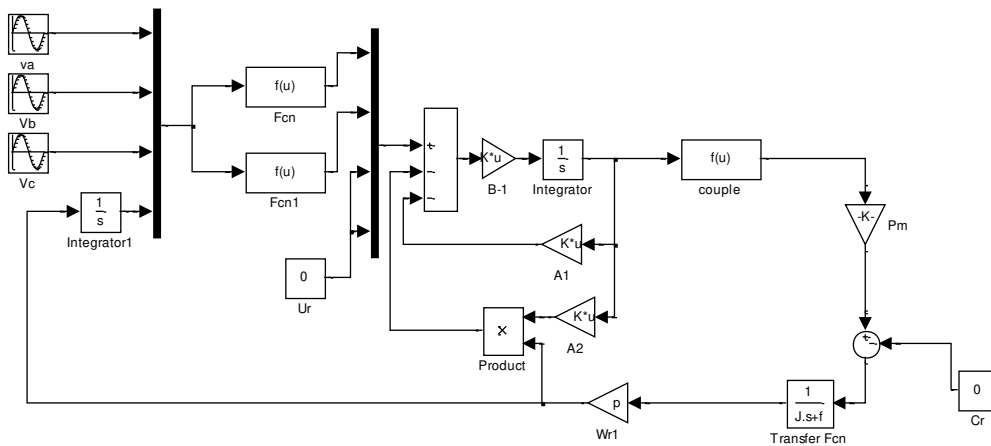 va
Vb
Vc
1
s
Integrator1
f(u)
Fcn
f(u)
Fcn1
0
Ur
+
−
−
K*u
B-1
1
s
Integrator
f(u)
couple
-K-
Pm
K*u
A1
K*u
A2
×
Product
p
Wr1
1
J.s+f
Transfer Fcn
+
−
0
Cr